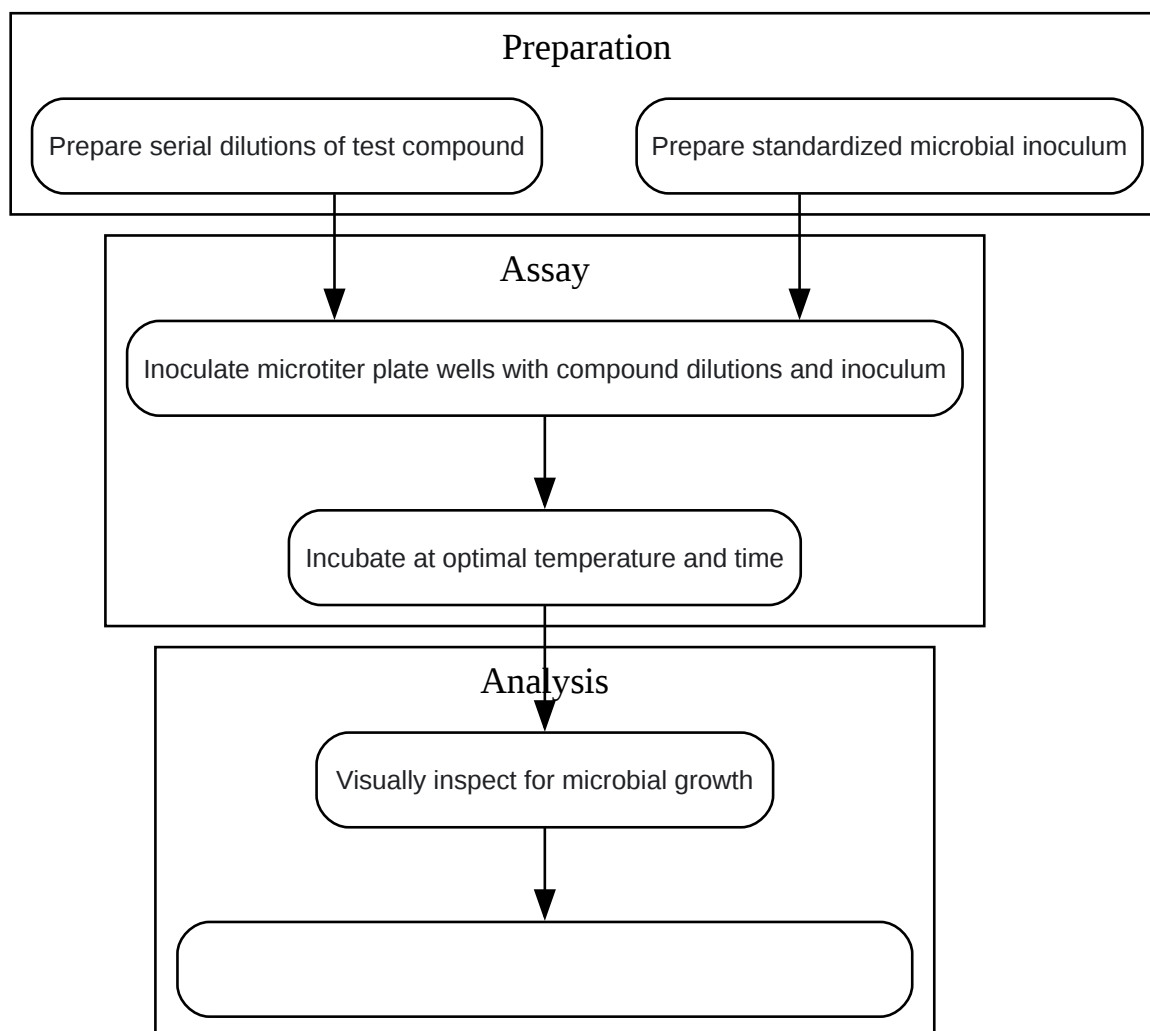 Preparation
Prepare serial dilutions of test compound
Prepare standardized microbial inoculum
Assay
Inoculate microtiter plate wells with compound dilutions and inoculum
Incubate at optimal temperature and time
Analysis
Visually inspect for microbial growth